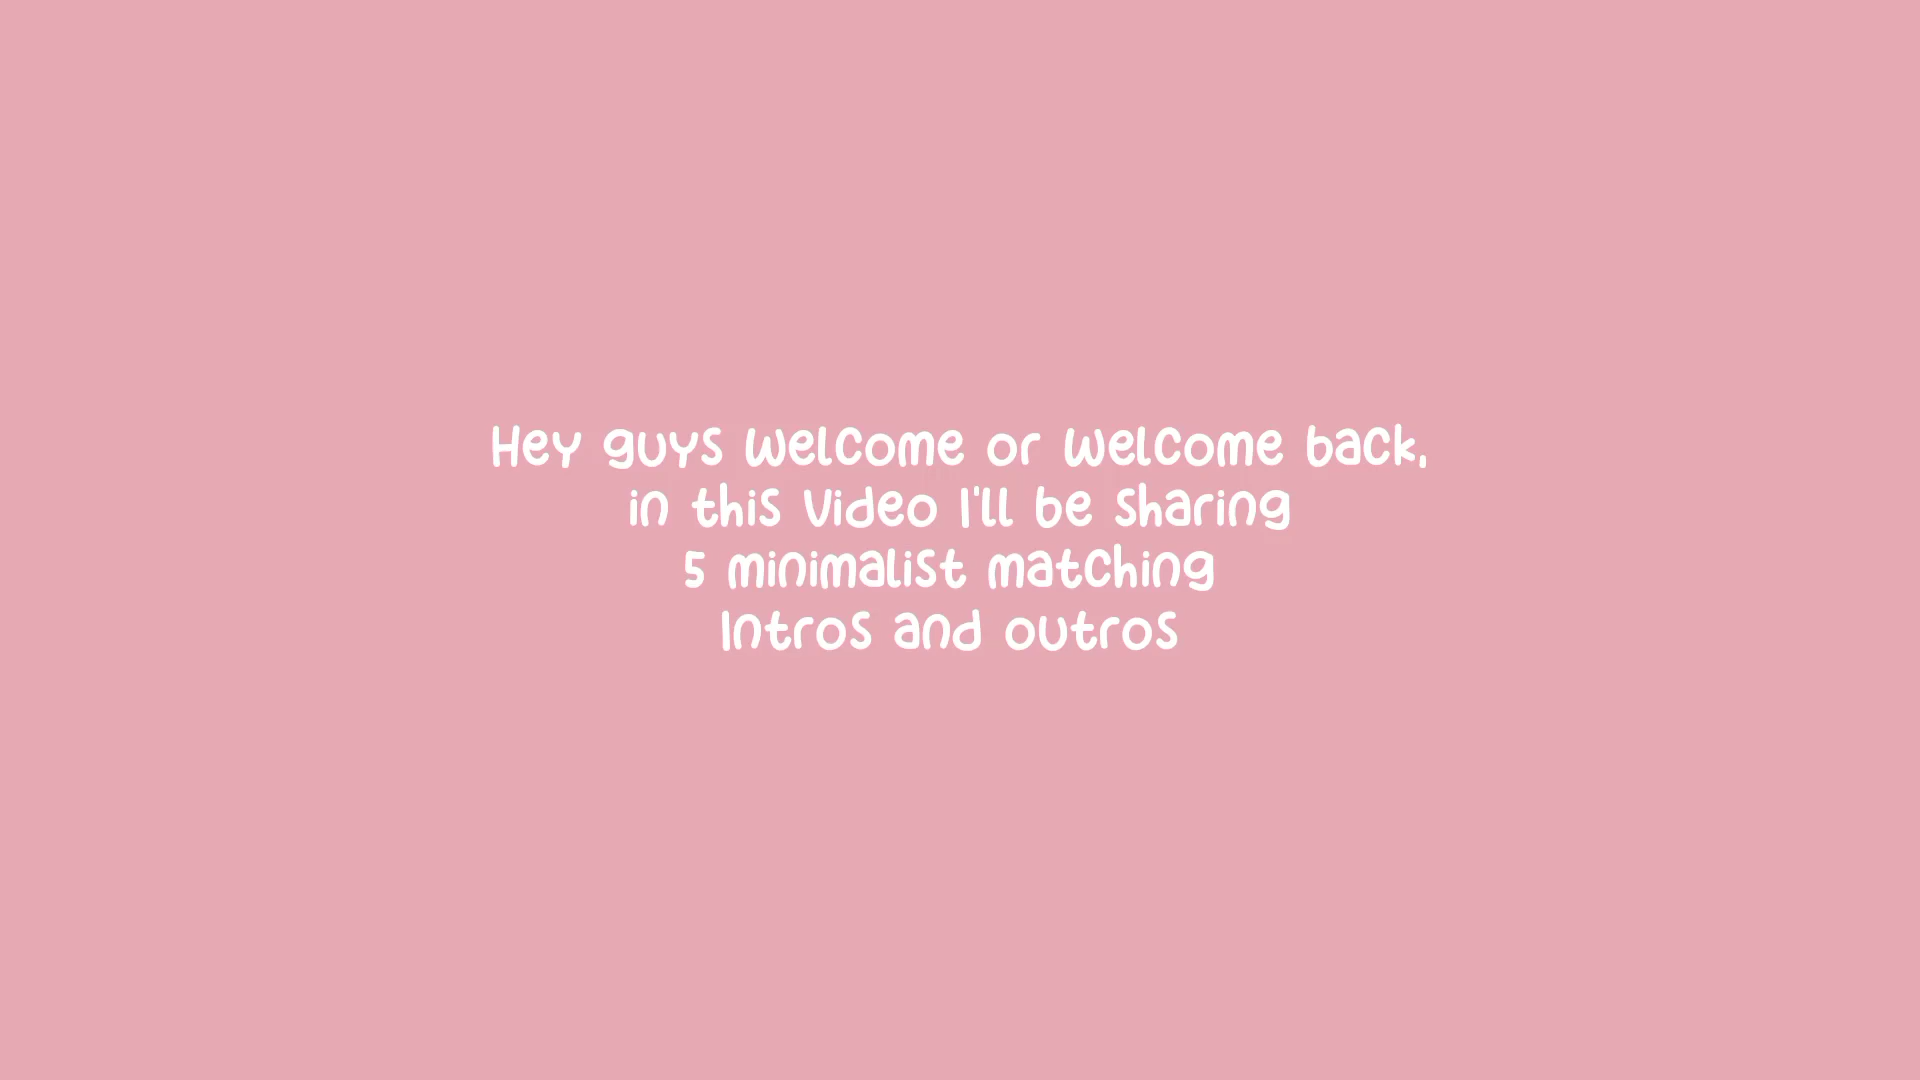 Hey guys welcome or welcome back,
in this video I'll be sharing
5 minimalist matching
Intros and outros